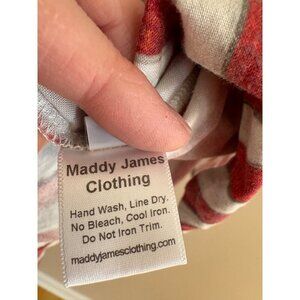 Maddy James
Clothing
Hand Wash, Line Dry.
No Bleach, Cool Iron.
Do Not Iron Trim.
maddyjamesclothing.com